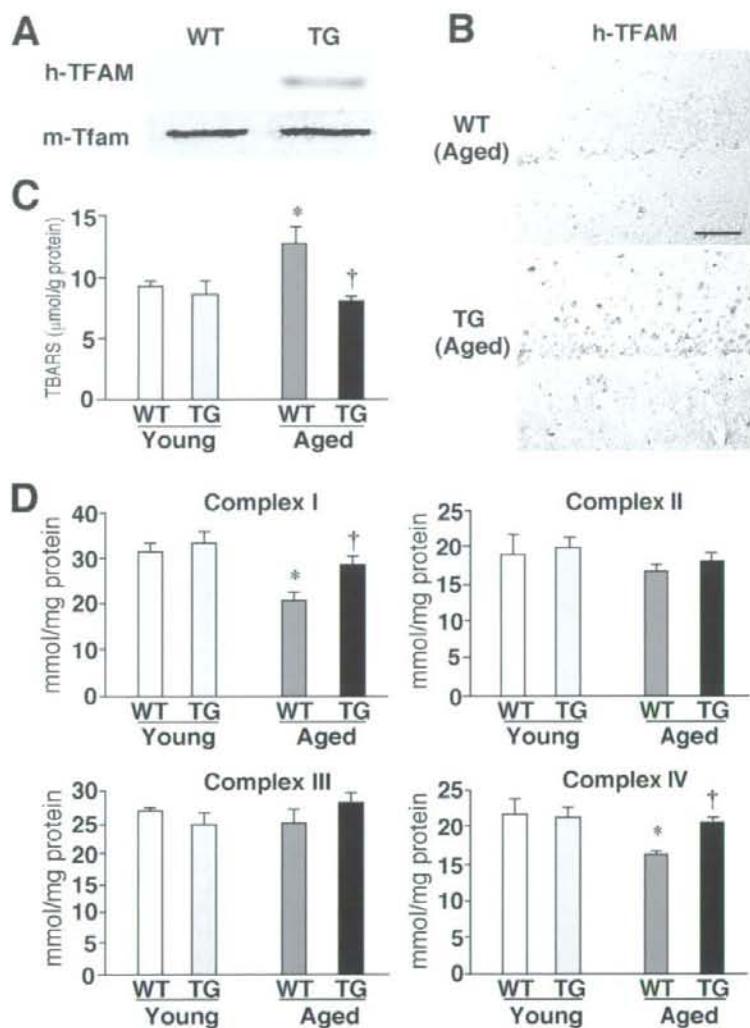 A
WT TG
h-TFAM
m-Tfam
B
h-TFAM
WT
(Aged)
TG
(Aged)
C
TBARS (μmol/g protein)
15
10
5
0
*
†
WT TG WT TG
Young Aged
D
Complex I
mmol/mg protein
40
30
20
10
0
*
†
WT TG WT TG
Young Aged
Complex II
mmol/mg protein
25
20
15
10
5
0
WT TG WT TG
Young Aged
Complex III
mmol/mg protein
30
25
20
15
10
5
0
WT TG WT TG
Young Aged
Complex IV
mmol/mg protein
25
20
15
10
5
0
*
†
WT TG WT TG
Young Aged